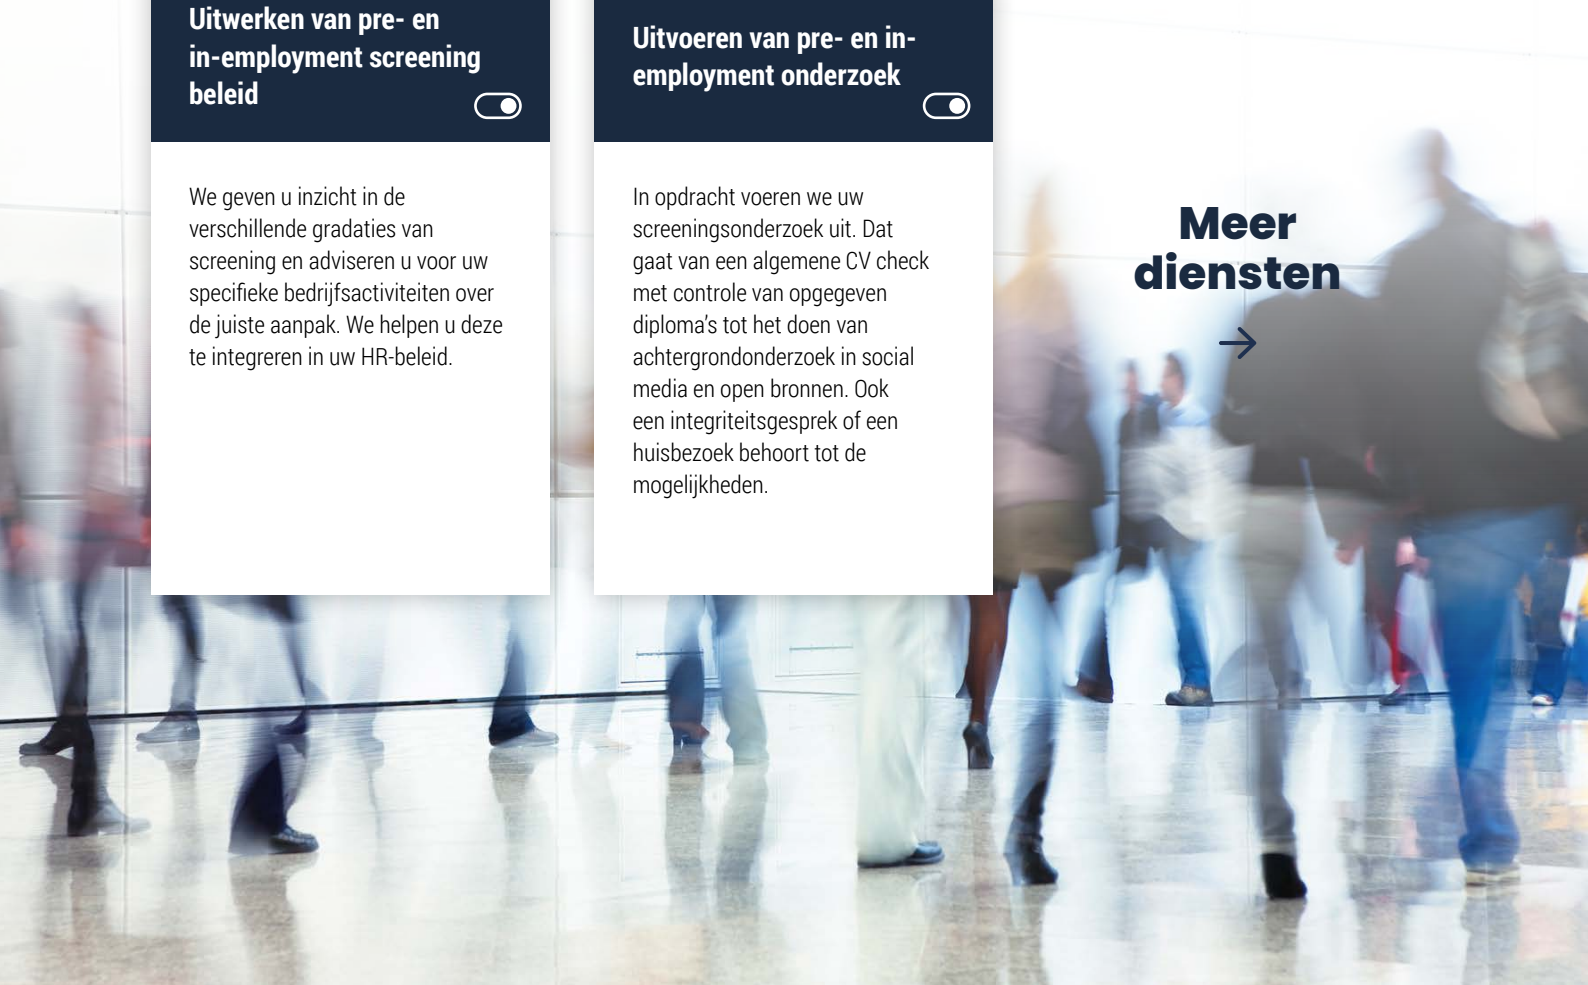 Uitwerken van pre- en
in-employment screening
beleid
We geven u inzicht in de
verschillende gradaties van
screening en adviseren u voor uw
specifieke bedrijfsactiviteiten over
de juiste aanpak. We helpen u deze
te integreren in uw HR-beleid.
Uitvoeren van pre- en in-
employment onderzoek
In opdracht voeren we uw
screeningsonderzoek uit. Dat
gaat van een algemene CV check
met controle van opgegeven
diploma’s tot het doen van
achtergrondonderzoek in social
media en open bronnen. Ook
een integriteitsgesprek of een
huisbezoek behoort tot de
mogelijkheden.
Meer
diensten